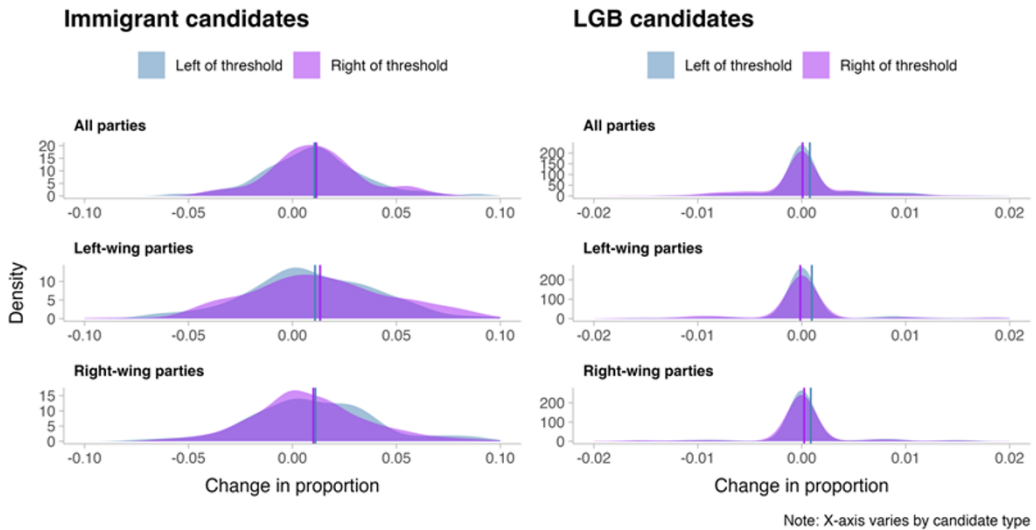 Immigrant candidates
Left of threshold Right of threshold
All parties
20
15
10
5
0
-0.10 -0.05 0.00 0.05 0.10
Left-wing parties
10
5
0
-0.10 -0.05 0.00 0.05 0.10
Right-wing parties
15
10
5
0
-0.10 -0.05 0.00 0.05 0.10
Density
Change in proportion
LGB candidates
Left of threshold Right of threshold
All parties
200
150
100
50
0
-0.02 -0.01 0.00 0.01 0.02
Left-wing parties
200
100
0
-0.02 -0.01 0.00 0.01 0.02
Right-wing parties
200
100
0
-0.02 -0.01 0.00 0.01 0.02
Change in proportion
Note: X-axis varies by candidate type